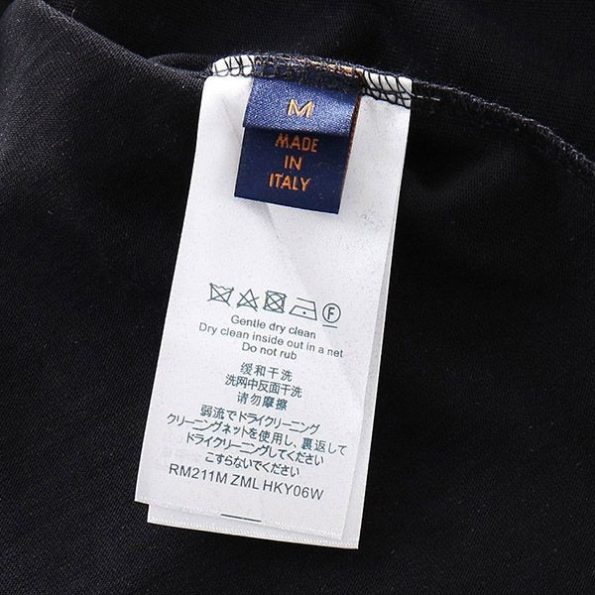 M
MADE
IN
ITALY
F
Gentle dry clean
Dry clean inside out in a net
Do not rub
缓和干洗
洗网中反面干洗
请勿摩擦
弱流でドライクリーニング
クリーニングネットを使用し、裏返して
ドライクリーニングしてください
こすらないでください
RM211M ZML HKY06W